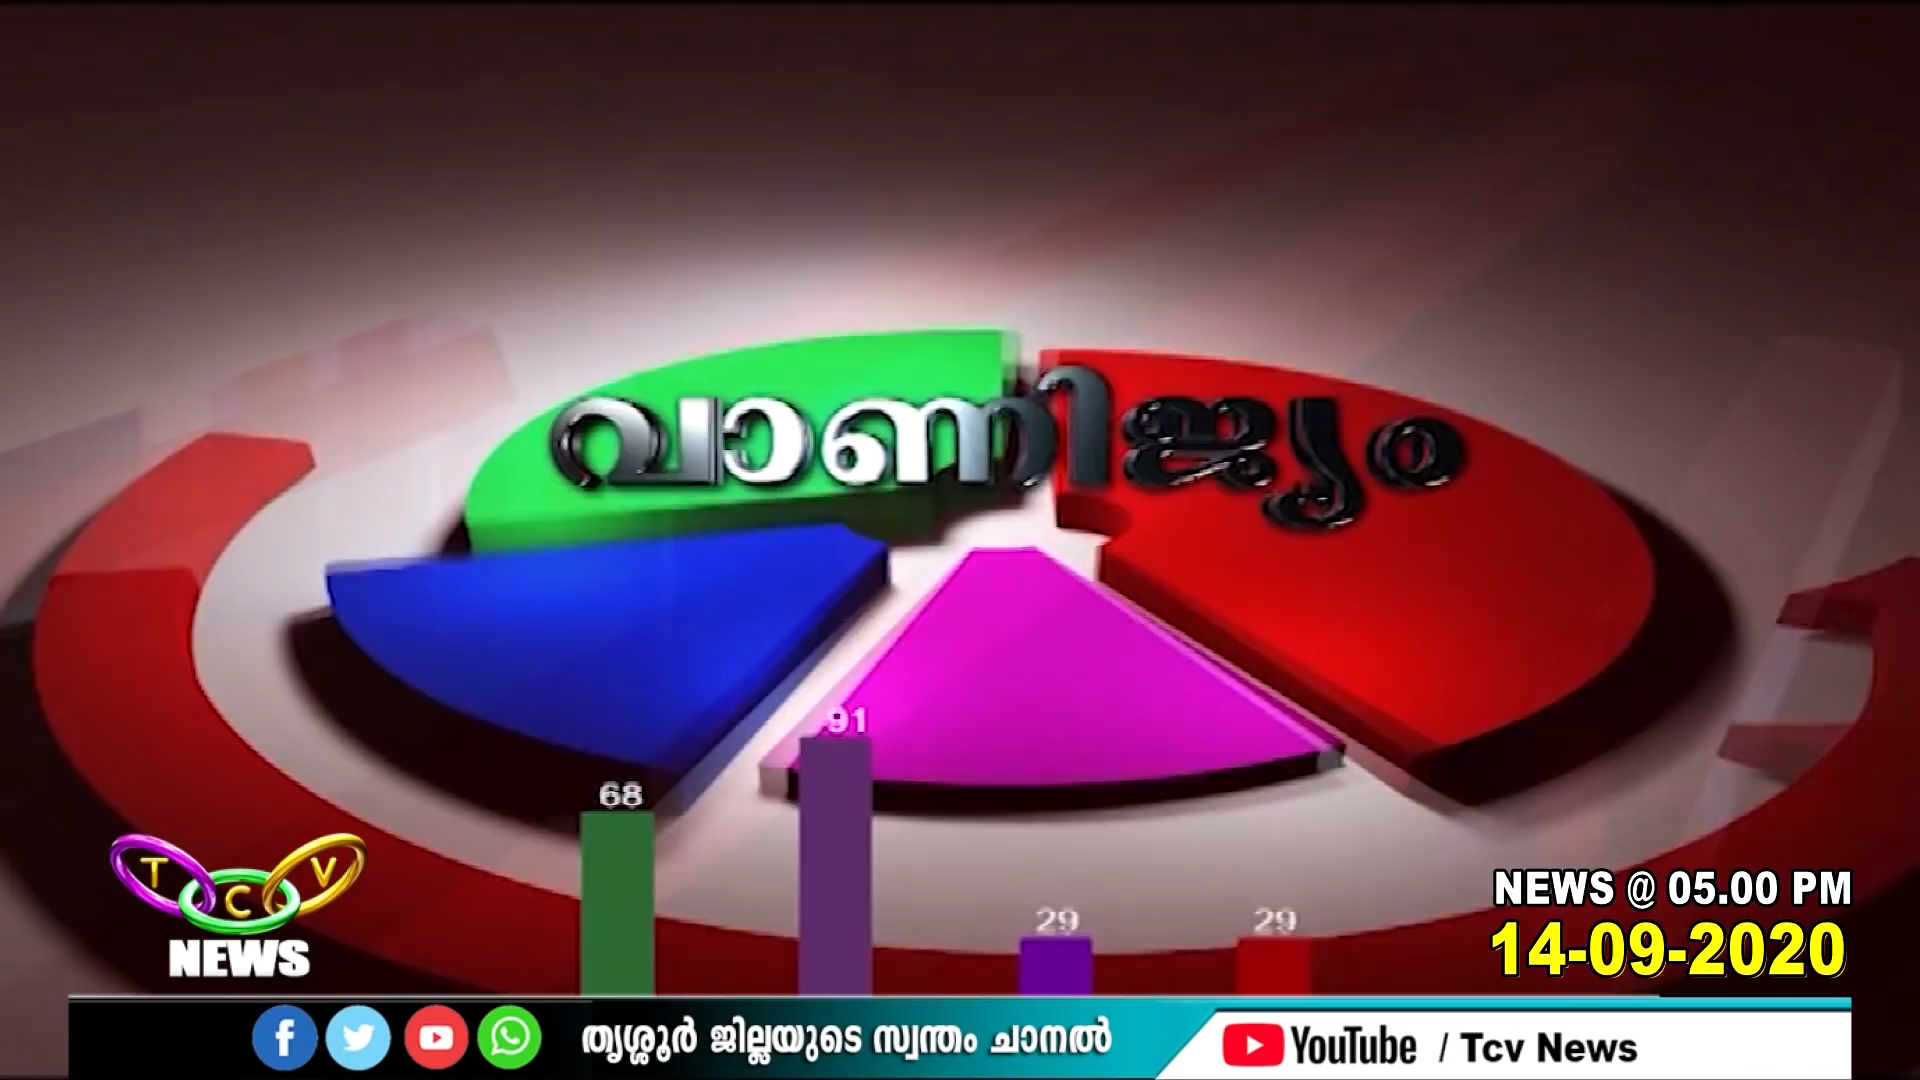 വാണിജ്യം
91
68
29
29
T C V
NEWS
NEWS @ 05.00 PM
14-09-2020
തൃശ്ശൂർ ജില്ലയുടെ സ്വന്തം ചാനൽ
YouTube / Tcv News